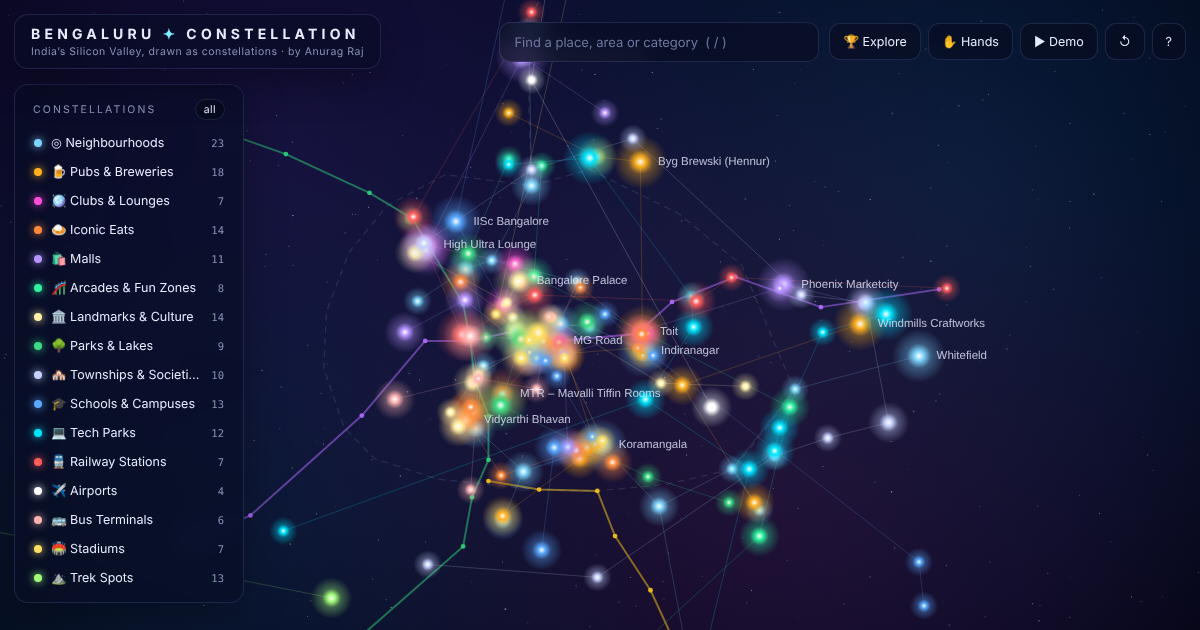 BENGALURU ✦ CONSTELLATION
India's Silicon Valley, drawn as constellations · by Anurag Raj
Find a place, area or category ( / )
🏆 Explore
✋ Hands
▶ Demo
↺
?
CONSTELLATIONS all
◎ Neighbourhoods 23
🍺 Pubs & Breweries 18
🪩 Clubs & Lounges 7
🍛 Iconic Eats 14
🛍️ Malls 11
🎢 Arcades & Fun Zones 8
🏛️ Landmarks & Culture 14
🌳 Parks & Lakes 9
🏘️ Townships & Societi... 10
🎓 Schools & Campuses 13
💻 Tech Parks 12
🚆 Railway Stations 7
✈️ Airports 4
🚌 Bus Terminals 6
🏟️ Stadiums 7
⛰️ Trek Spots 13
Byg Brewski (Hennur)
IISc Bangalore
High Ultra Lounge
Bangalore Palace
Phoenix Marketcity
Windmills Craftworks
Toit
MG Road
Indiranagar
Whitefield
MTR – Mavalli Tiffin Rooms
Vidyarthi Bhavan
Koramangala